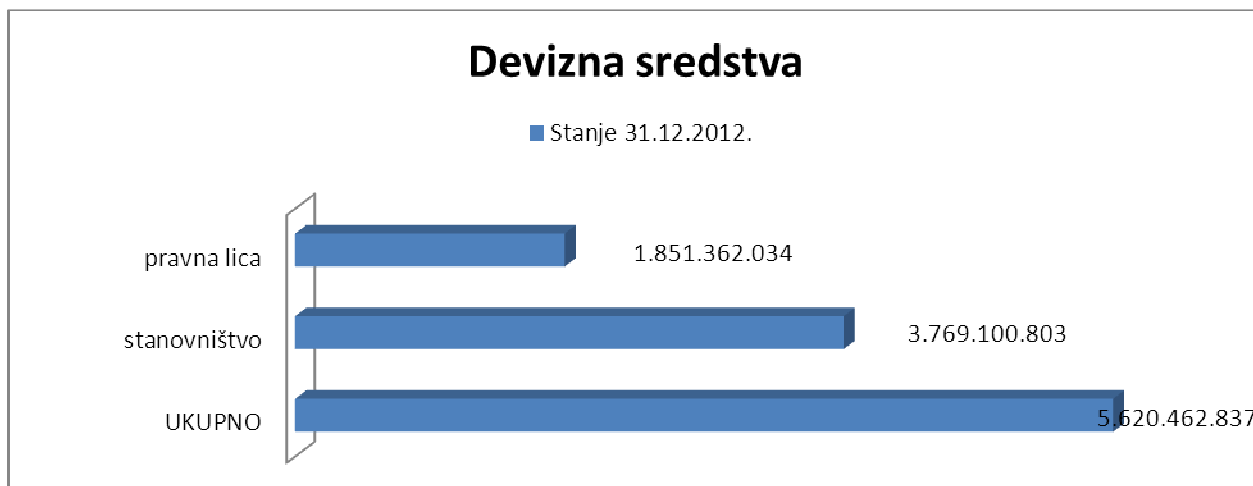 Devizna sredstva
Stanje 31.12.2012.
pravna lica
1.851.362.034
stanovništvo
3.769.100.803
UKUPNO
5.620.462.837